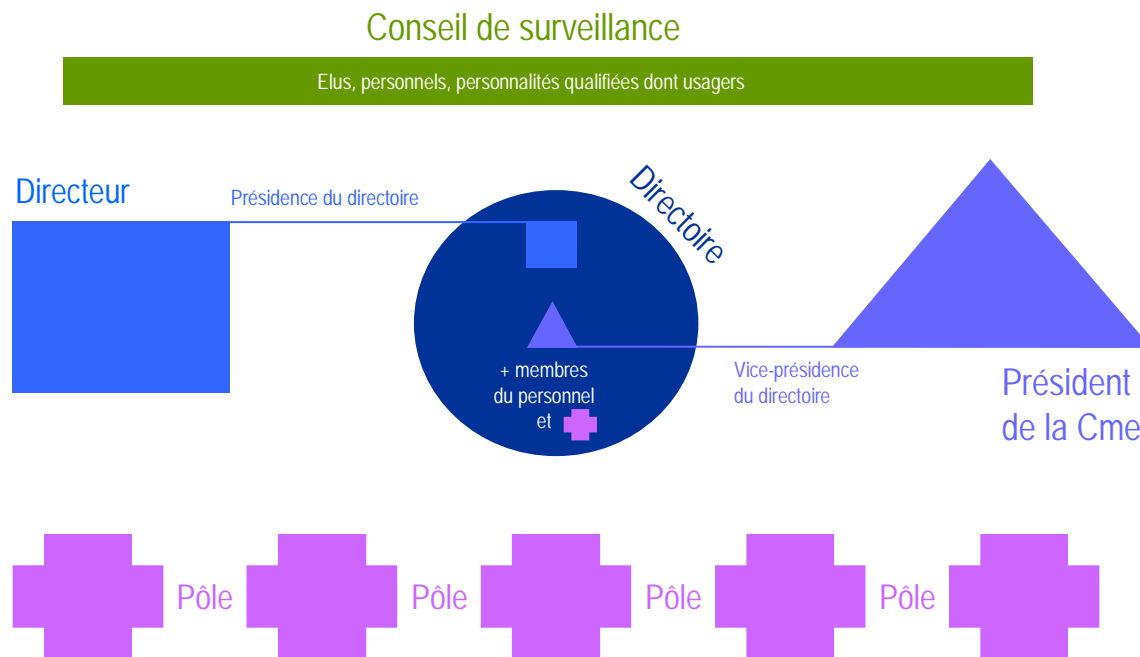 Conseil de surveillance
Elus, personnels, personnalités qualifiées dont usagers
Directeur
Présidence du directoire
Directoire
+ membres
du personnel
et
Vice-présidence
du directoire
Président
de la Cme
Pôle Pôle Pôle Pôle